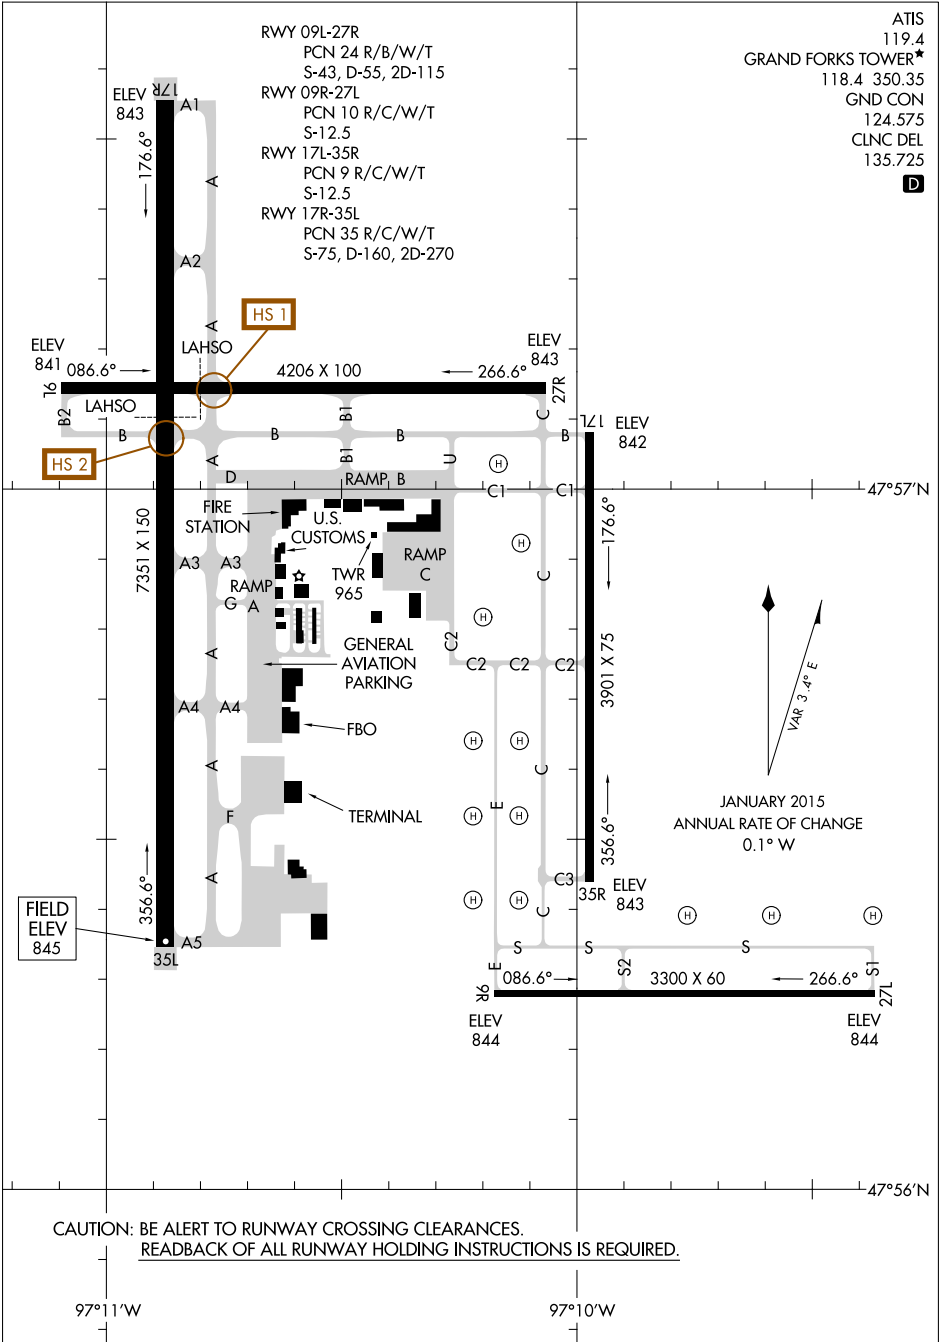 RWY 09L-27R
PCN 24 R/B/W/T
S-43, D-55, 2D-115
RWY 09R-27L
PCN 10 R/C/W/T
S-12.5
RWY 17L-35R
PCN 9 R/C/W/T
S-12.5
RWY 17R-35L
PCN 35 R/C/W/T
S-75, D-160, 2D-270
ATIS
119.4
GRAND FORKS TOWER★
118.4 350.35
GND CON
124.575
CLNC DEL
135.725
D
ELEV
843
17R
A1
176.6°
A
A2
A
HS 1
LAHSO
ELEV
841
086.6°
4206 X 100
266.6°
ELEV
843
9L
27R
LAHSO
B2
B
B
B1
B
C
B
17L
ELEV
842
HS 2
A
D
B1
U
H
RAMP B
C1
C1
47°57'N
FIRE
STATION
U.S.
CUSTOMS
7351 X 150
176.6°
H
A3
A3
TWR
965
RAMP
C
C
RAMP
A
G
H
A
GENERAL
AVIATION
PARKING
C2
C2
C2
C2
3901 X 75
VAR 3.4° E
A4
A4
FBO
H
H
A
C
TERMINAL
E
H
H
F
JANUARY 2015
ANNUAL RATE OF CHANGE
0.1° W
356.6°
356.6°
A
C3
35R
ELEV
843
H
H
C
H
H
H
FIELD
ELEV
845
A5
35L
S
S
S
E
S2
S1
086.6°
3300 X 60
266.6°
9R
27L
ELEV
844
ELEV
844
47°56'N
CAUTION: BE ALERT TO RUNWAY CROSSING CLEARANCES.
READBACK OF ALL RUNWAY HOLDING INSTRUCTIONS IS REQUIRED.
97°11'W
97°10'W